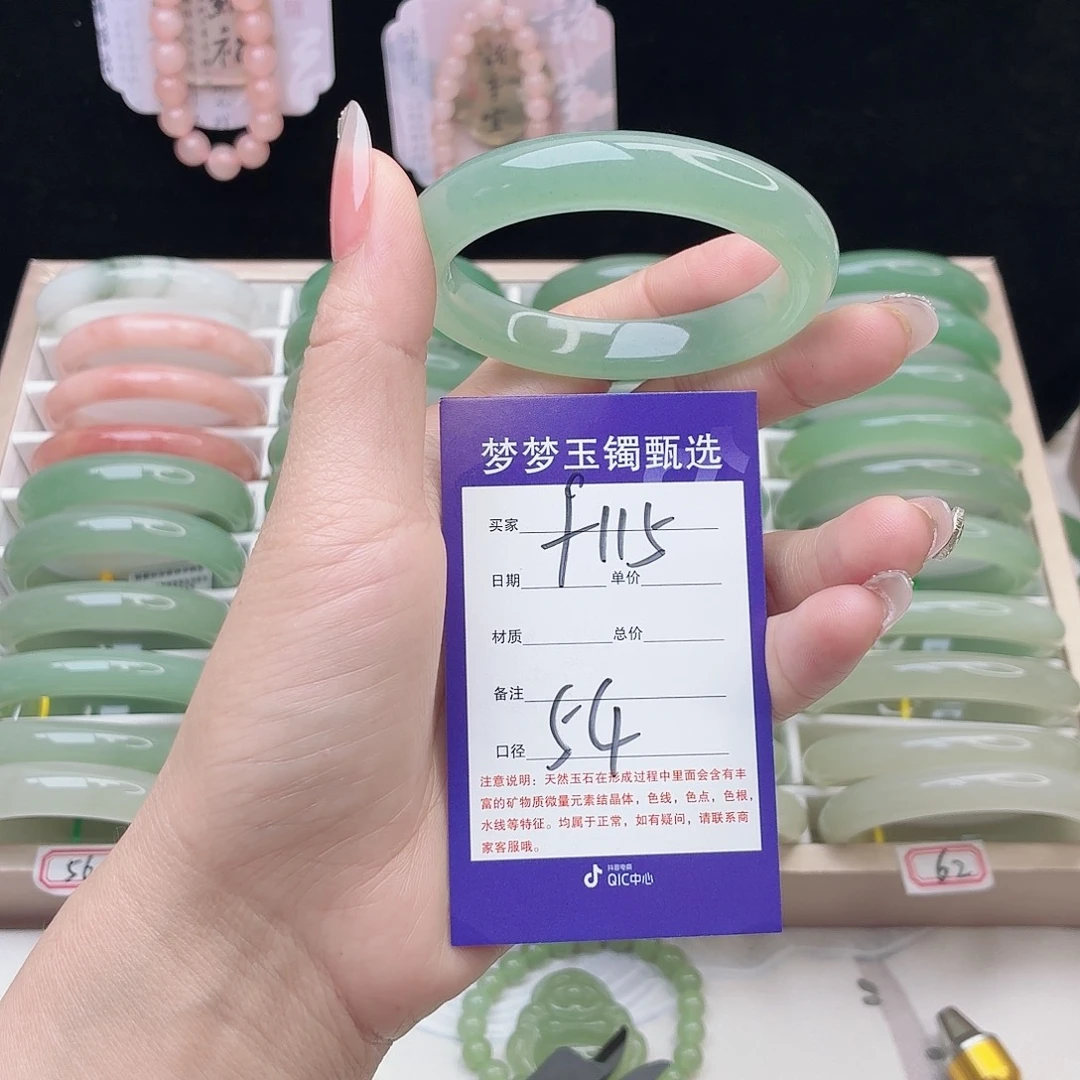 梦梦玉镯甄选
买家 f115
日期 单价
材质 总价
备注
口径 54
注意说明：天然玉石在形成过程中里面会含有丰
富的矿物质微量元素结晶体，色线，色点，色根，
水线等特征。均属于正常，如有疑问，请联系商
家客服哦。
抖音电商
QIC中心
56
62